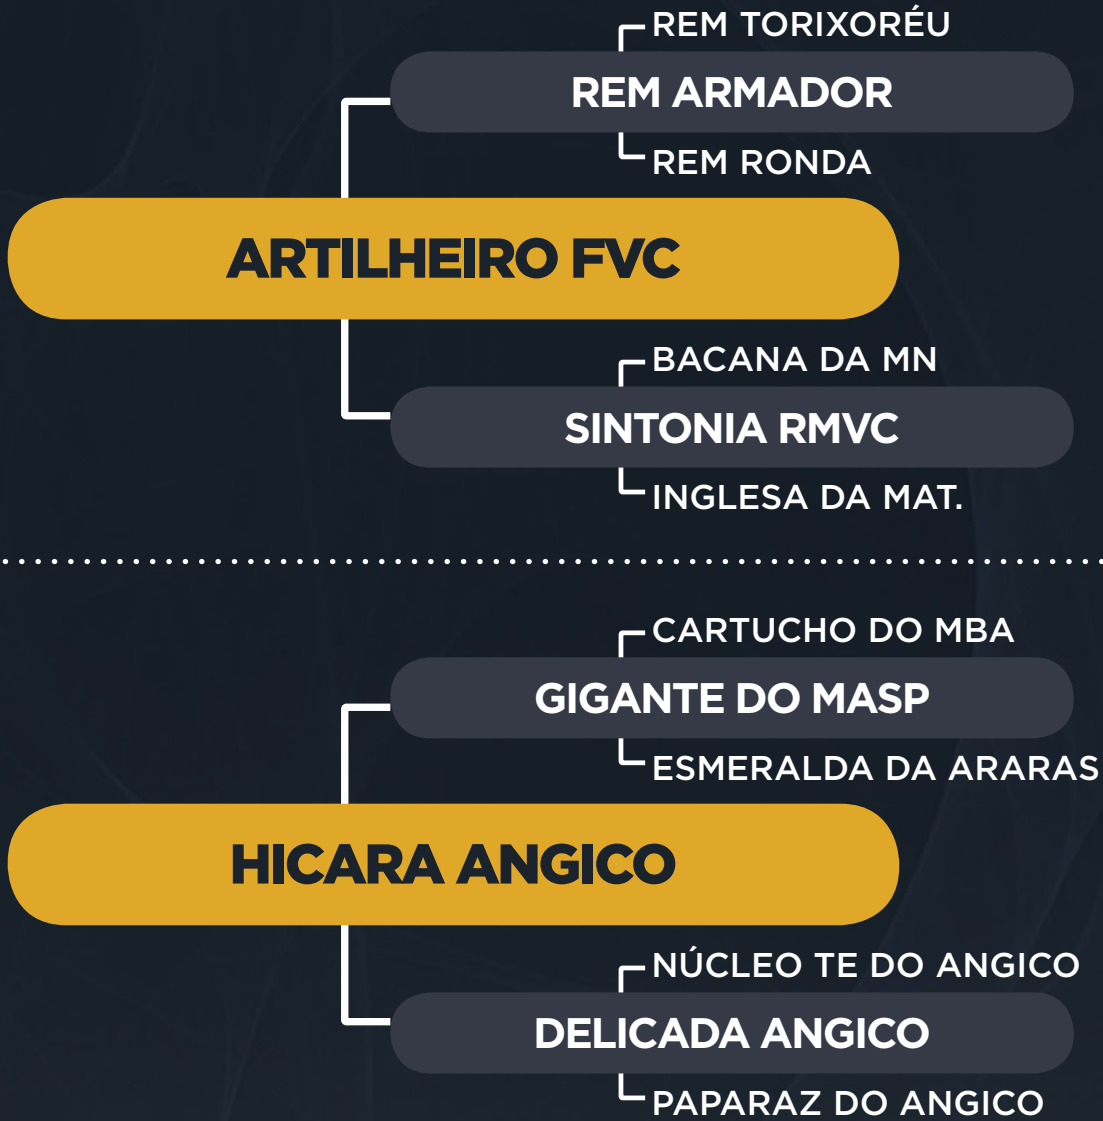 REM TORIXORÉU
REM ARMADOR
REM RONDA
ARTILHEIRO FVC
BACANA DA MN
SINTONIA RMVC
INGLESA DA MAT.
CARTUCHO DO MBA
GIGANTE DO MASP
ESMERALDA DA ARARAS
HICARA ANGICO
NÚCLEO TE DO ANGICO
DELICADA ANGICO
PAPARAZ DO ANGICO